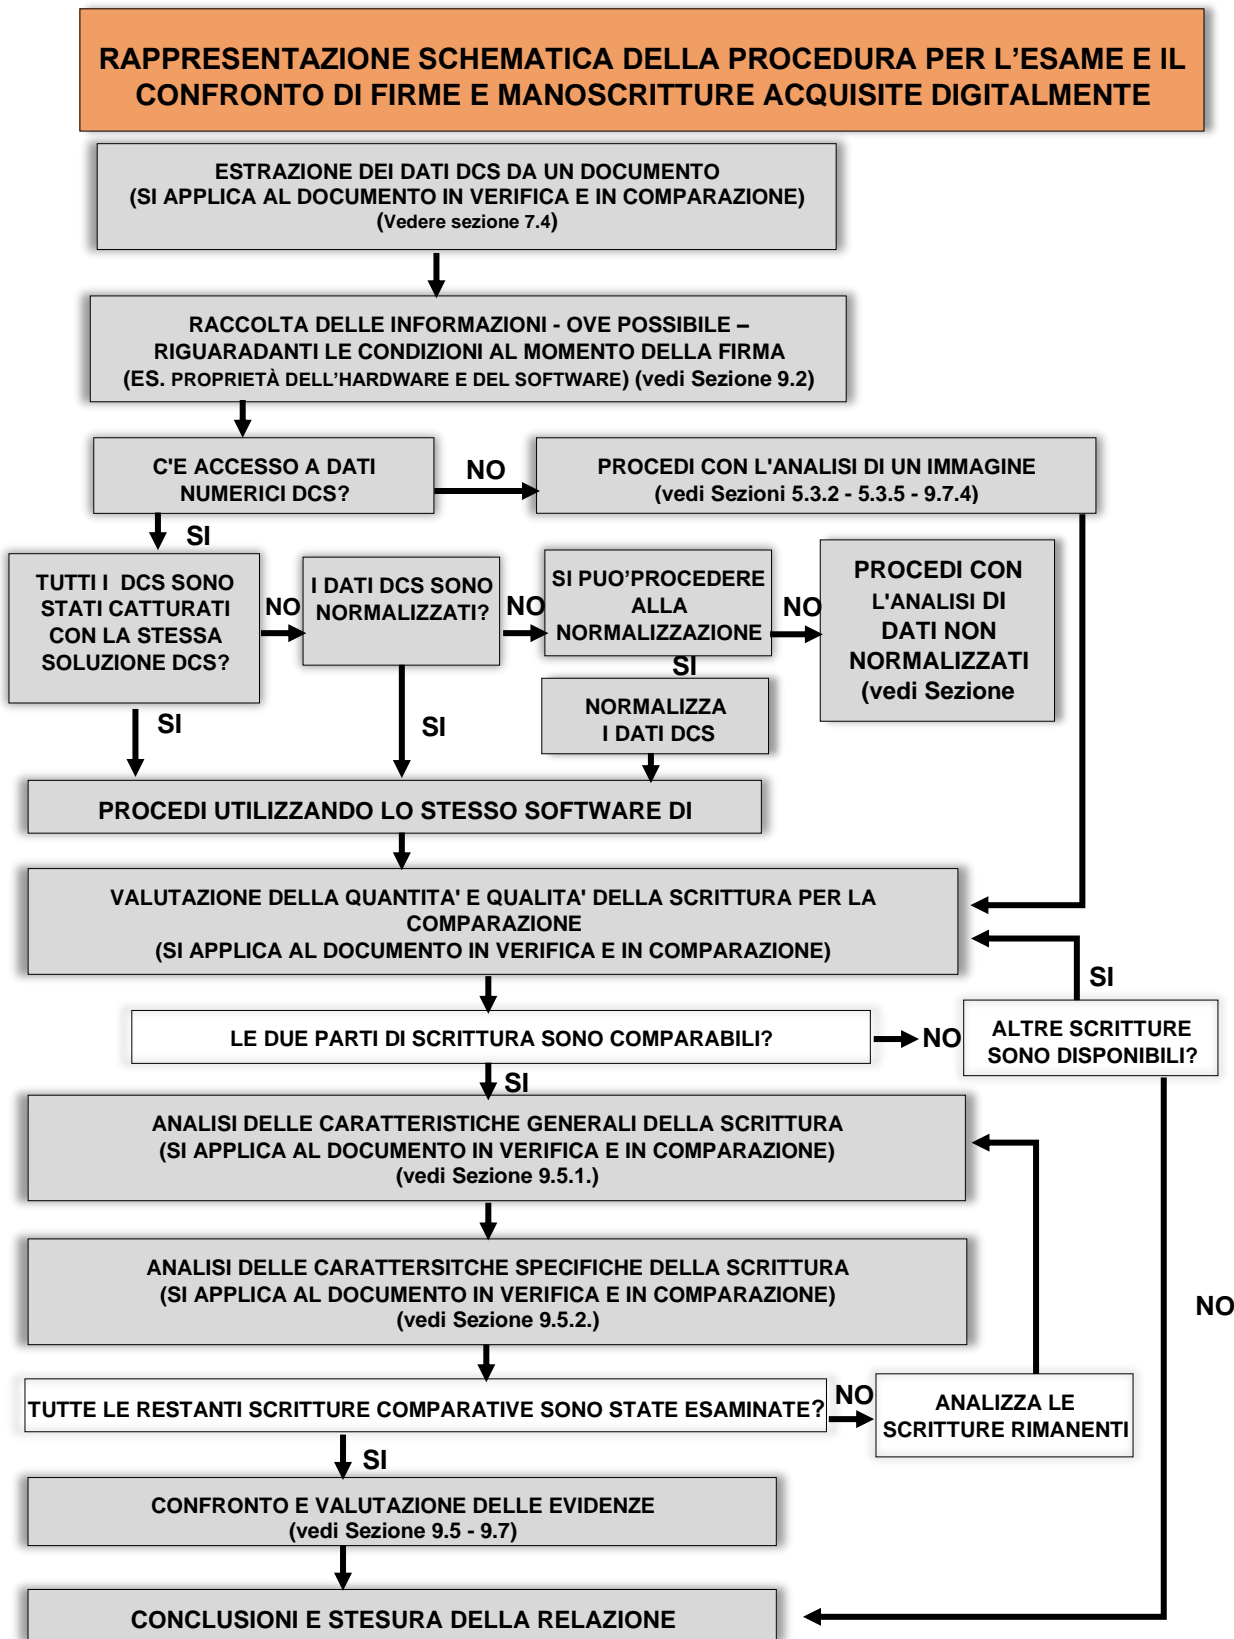 RAPPRESENTAZIONE SCHEMATICA DELLA PROCEDURA PER L'ESAME E IL
CONFRONTO DI FIRME E MANOSCRITTURE ACQUISITE DIGITALMENTE
ESTRAZIONE DEI DATI DCS DA UN DOCUMENTO
(SI APPLICA AL DOCUMENTO IN VERIFICA E IN COMPARAZIONE)
(Vedere sezione 7.4)
RACCOLTA DELLE INFORMAZIONI - OVE POSSIBILE –
RIGUARADANTI LE CONDIZIONI AL MOMENTO DELLA FIRMA
(ES. PROPRIETÀ DELL'HARDWARE E DEL SOFTWARE) (vedi Sezione 9.2)
C'E ACCESSO A DATI
NUMERICI DCS?
NO
PROCEDI CON L'ANALISI DI UN IMMAGINE
(vedi Sezioni 5.3.2 - 5.3.5 - 9.7.4)
SI
TUTTI I DCS SONO
STATI CATTURATI
CON LA STESSA
SOLUZIONE DCS?
NO
I DATI DCS SONO
NORMALIZZATI?
NO
SI PUO'PROCEDERE
ALLA
NORMALIZZAZIONE
NO
PROCEDI CON
L'ANALISI DI
DATI NON
NORMALIZZATI
(vedi Sezione
SI
NORMALIZZA
I DATI DCS
SI
SI
PROCEDI UTILIZZANDO LO STESSO SOFTWARE DI
VALUTAZIONE DELLA QUANTITA' E QUALITA' DELLA SCRITTURA PER LA
COMPARAZIONE
(SI APPLICA AL DOCUMENTO IN VERIFICA E IN COMPARAZIONE)
SI
LE DUE PARTI DI SCRITTURA SONO COMPARABILI?
NO
ALTRE SCRITTURE
SONO DISPONIBILI?
SI
ANALISI DELLE CARATTERISTICHE GENERALI DELLA SCRITTURA
(SI APPLICA AL DOCUMENTO IN VERIFICA E IN COMPARAZIONE)
(vedi Sezione 9.5.1.)
ANALISI DELLE CARATTERSITCHE SPECIFICHE DELLA SCRITTURA
(SI APPLICA AL DOCUMENTO IN VERIFICA E IN COMPARAZIONE)
(vedi Sezione 9.5.2.)
NO
TUTTE LE RESTANTI SCRITTURE COMPARATIVE SONO STATE ESAMINATE?
NO
ANALIZZA LE
SCRITTURE RIMANENTI
SI
CONFRONTO E VALUTAZIONE DELLE EVIDENZE
(vedi Sezione 9.5 - 9.7)
CONCLUSIONI E STESURA DELLA RELAZIONE